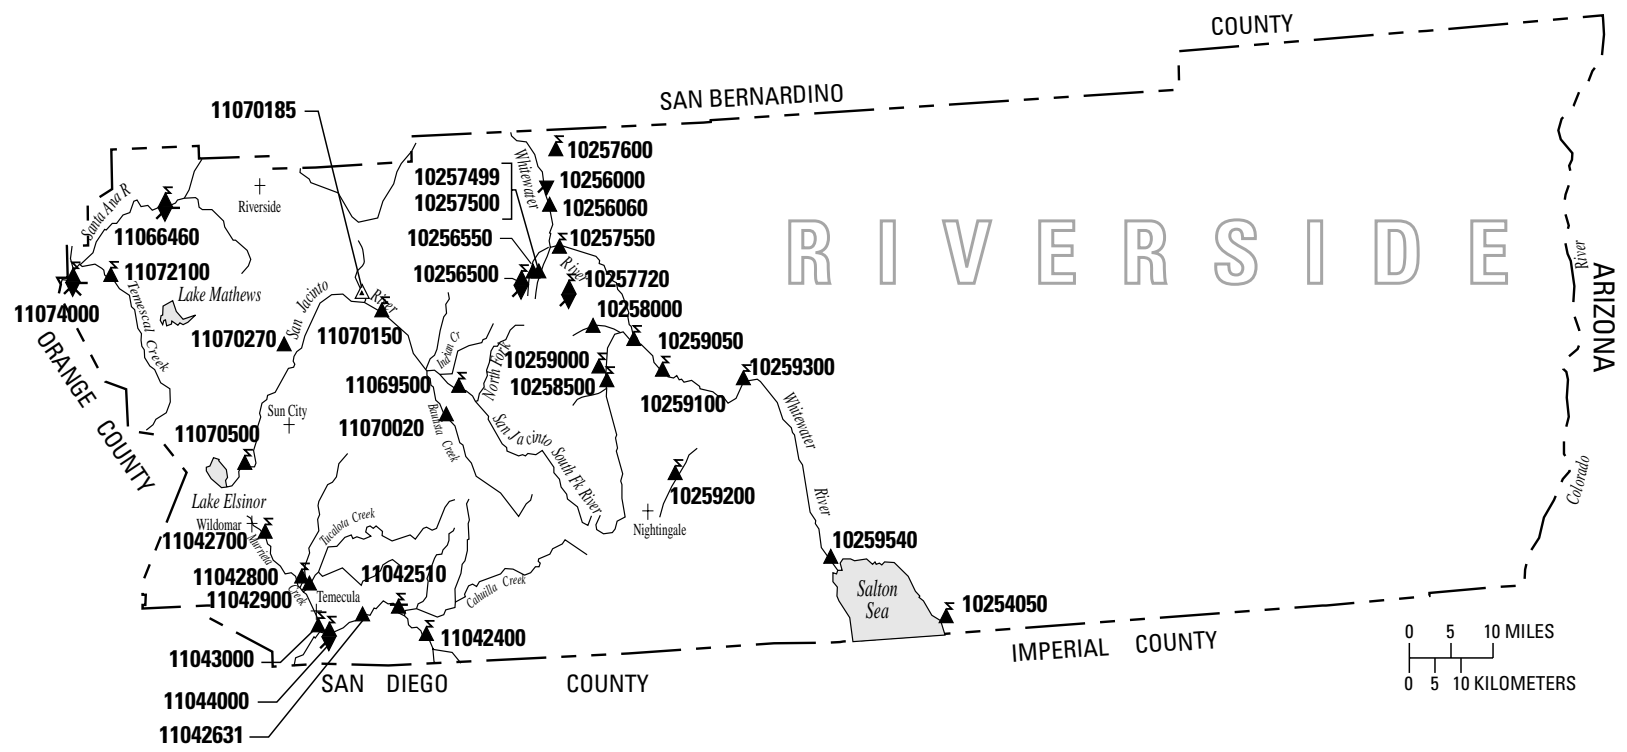 COUNTY
SAN BERNARDINO
11070185
10257600
Whitewater
10257499
10256000
10257500
10256060
Santa Ana R
Riverside
11066460
10256550
10257550
RIVERSIDE
River
ARIZONA
11072100
10256500
River
10257720
Lake Mathews
San Jacinto
River
11074000
Temescal Creek
10258000
11070270
11070150
Indian Cr
North Fork
10259000
10259050
ORANGE COUNTY
11069500
10258500
10259300
10259100
Sun City
11070020
Bautista Creek
San Jacinto
South Fk River
Whitewater
11070500
Colorado
Lake Elsinor
10259200
River
Wildomar
Nightingale
11042700
Murrieta
Creek
Tucalota Creek
10259540
11042800
11042510
11042900
Temecula
Cahuilla Creek
Salton
Sea
10254050
11042400
IMPERIAL COUNTY
11043000
SAN DIEGO COUNTY
11044000
11042631
0 5 10 MILES
0 5 10 KILOMETERS